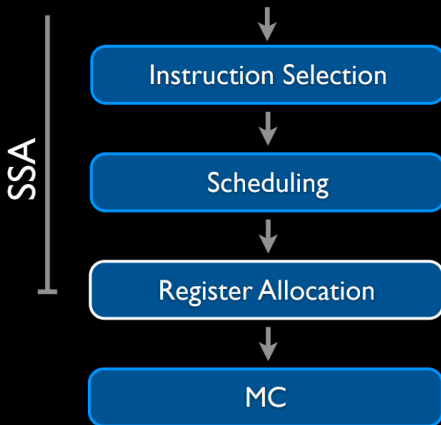 Instruction Selection
SSA
Scheduling
Register Allocation
MC